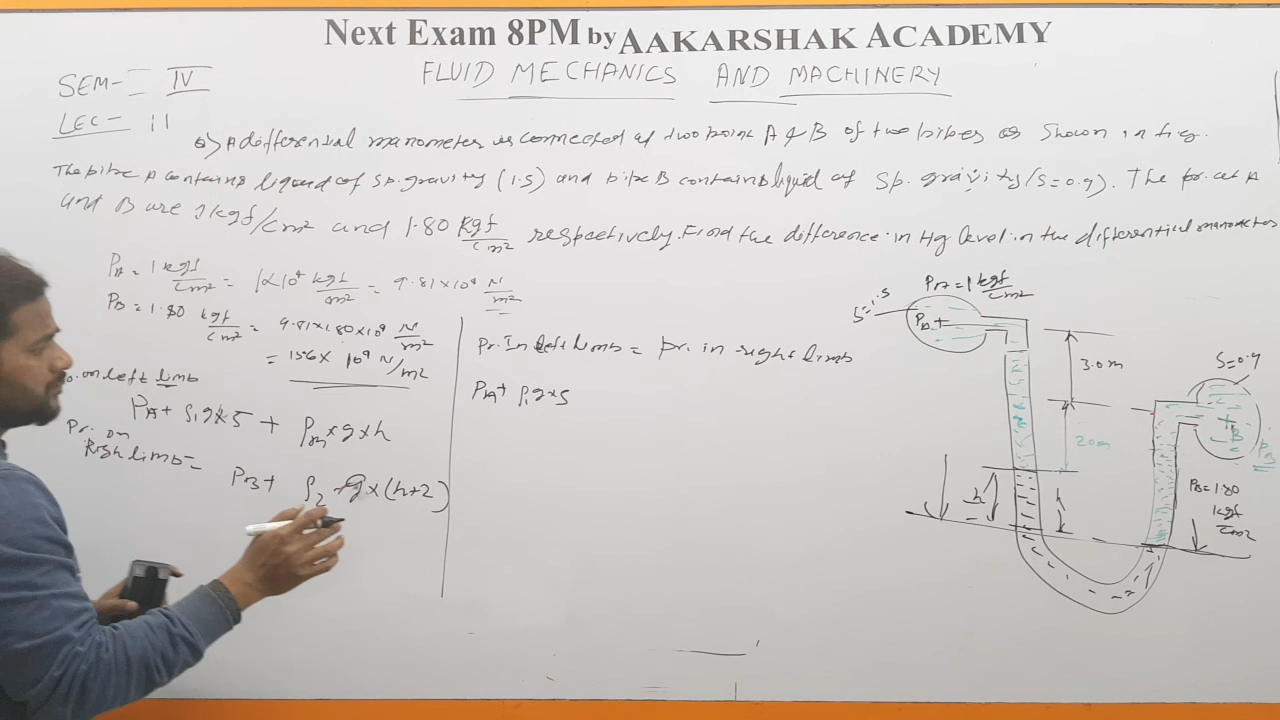 Next Exam 8PM by AAKARSHAK ACADEMY
FLUID MECHANICS AND MACHINERY
SEM- IV
LEC- 11
Q) A differential manometer is connected at two point A & B of two pipes as shown in fig.
The pipe A contains liquid of sp. gravity (1.5) and pipe B contains liquid of sp. gravity (S=0.9). The pr. at A
and B are 1 kgf/cm² and 1.80 kgf/cm² respectively. Find the difference in Hg level in the differential manometer
PA = 1 kgf/cm² = 1×10⁴ kgf/m² = 9.81×10⁴ N/m²
PB = 1.80 kgf/cm² = 9.81×1.80×10⁴ N/m²
= 17.6× 10⁴ N/m²
Pr. on left limb
PA + ρ₁g×5 + ρm×g×h
Pr. on Right limb =
PB + ρ₂ ×g×(h+2)
Pr. In left limb = Pr. in right limb
PA + ρ₁g×5
PA = 1 kgf/cm²
S=1.5
PA+
3.0m
S=0.9
2.0m
+B
PB
h
h
PB = 1.80
kgf
cm²